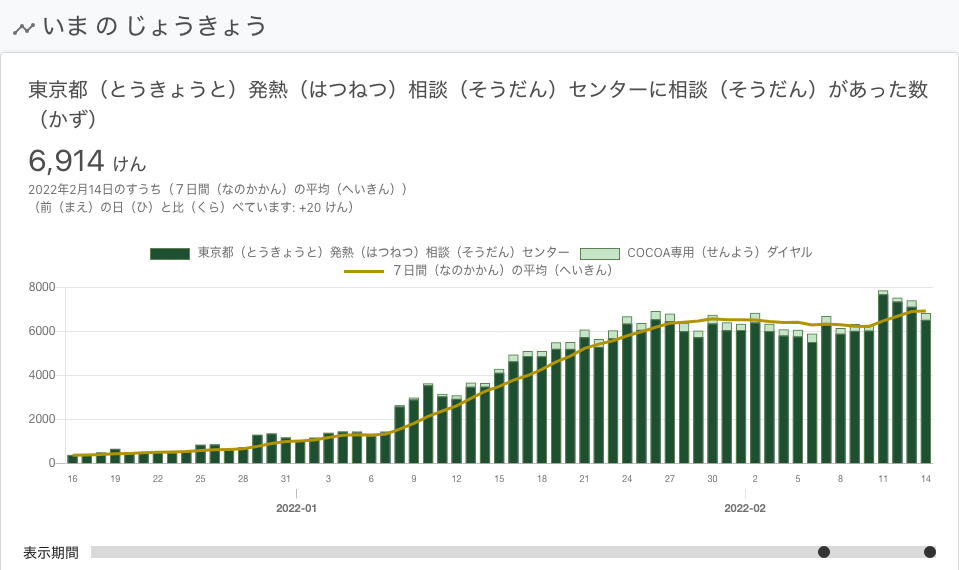 いま の じょうきょう
東京都（とうきょうと）発熱（はつねつ）相談（そうだん）センターに相談（そうだん）があった数
（かず）
6,914 けん
2022年2月14日のすうち（７日間（なのかかん）の平均（へいきん））
（前（まえ）の日（ひ）と比（くら）べています: +20 けん）
東京都（とうきょうと）発熱（はつねつ）相談（そうだん）センター COCOA専用（せんよう）ダイヤル
７日間（なのかかん）の平均（へいきん）
8000
6000
4000
2000
0
16 19 22 25 28 31 3 6 9 12 15 18 21 24 27 30 2 5 8 11 14
2022-01 2022-02
表示期間